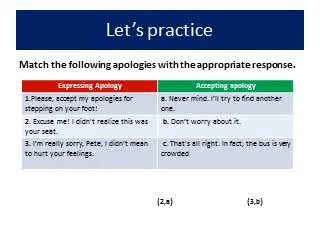 Let's practice
Match the following apologies with the appropriate response.
Expressing Apology
Accepting apology
1.Please, accept my apologies for
stepping on your foot!
a. Never mind. I'll try to find another
one.
2. Excuse me! I didn't realize this was
your seat.
b. Don't worry about it.
3. I'm really sorry, Pete, I didn't mean
to hurt your feelings.
c. That's all right. In fact, the bus is very
crowded
(2,a)
(3,b)